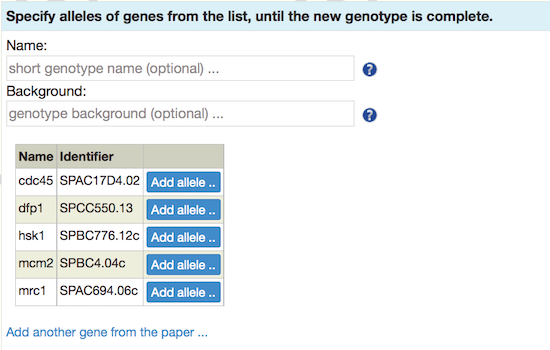 Specify alleles of genes from the list, until the new genotype is complete.
Name:
short genotype name (optional) ...
?
Background:
genotype background (optional) ...
?
Name Identifier
cdc45 SPAC17D4.02 Add allele ..
dfp1 SPCC550.13 Add allele ..
hsk1 SPBC776.12c Add allele ..
mcm2 SPBC4.04c Add allele ..
mrc1 SPAC694.06c Add allele ..
Add another gene from the paper ...